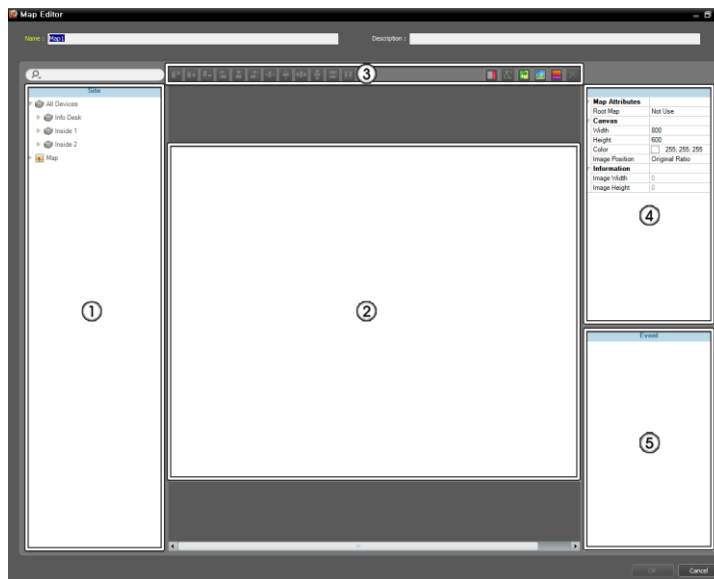 Map Editor
Name : Map1 Description :
③
Site
All Devices
Info Desk
Inside 1
Inside 2
Map
①
②
Map Attributes
Root Map Not Use
Canvas
Width 800
Height 600
Color 255; 255; 255
Image Position Original Ratio
Information
Image Width 0
Image Height 0
④
Event
⑤
OK Cancel